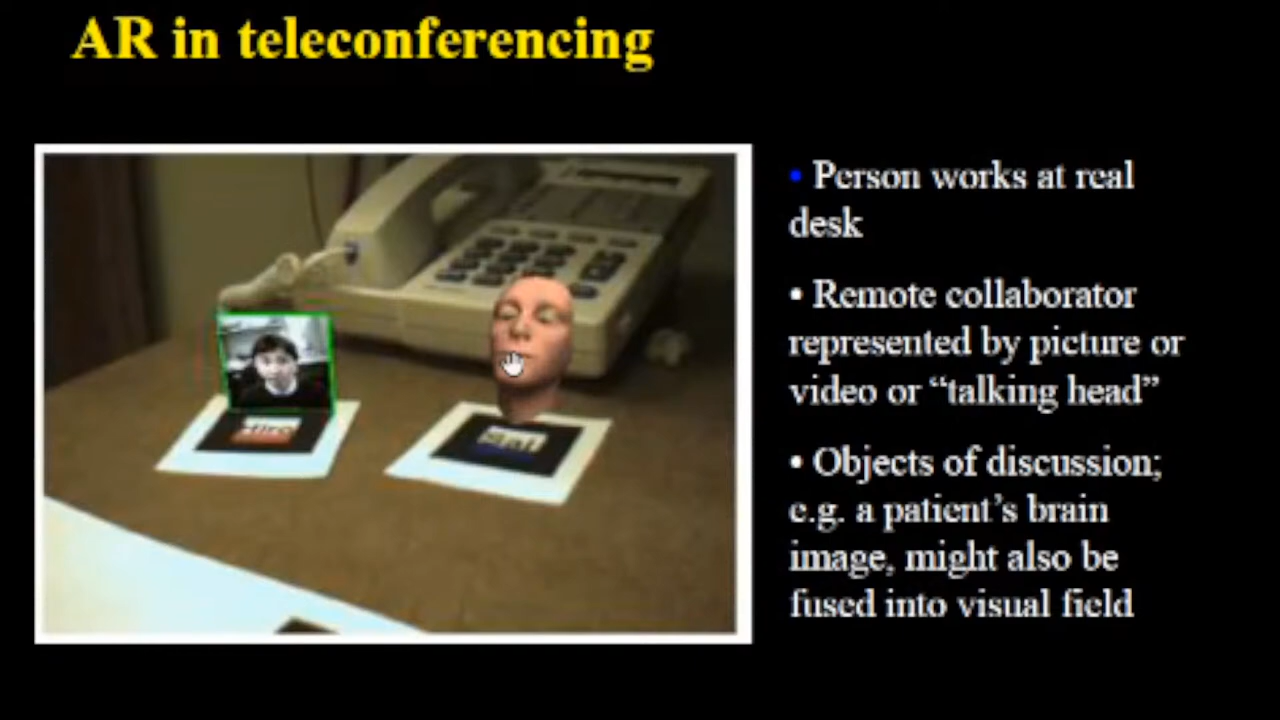 AR in teleconferencing
• Person works at real
desk
• Remote collaborator
represented by picture or
video or “talking head”
• Objects of discussion;
e.g. a patient’s brain
image, might also be
fused into visual field